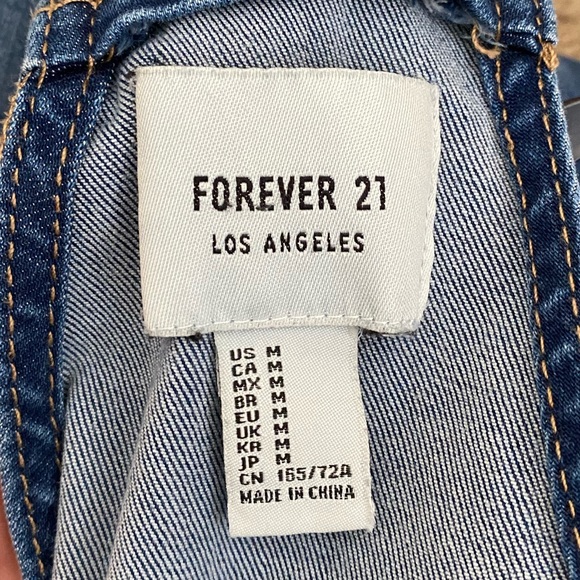 FOREVER 21
LOS ANGELES
US M
CA M
MX M
BR M
EU M
UK M
KR M
JP M
CN 165/72A
MADE IN CHINA